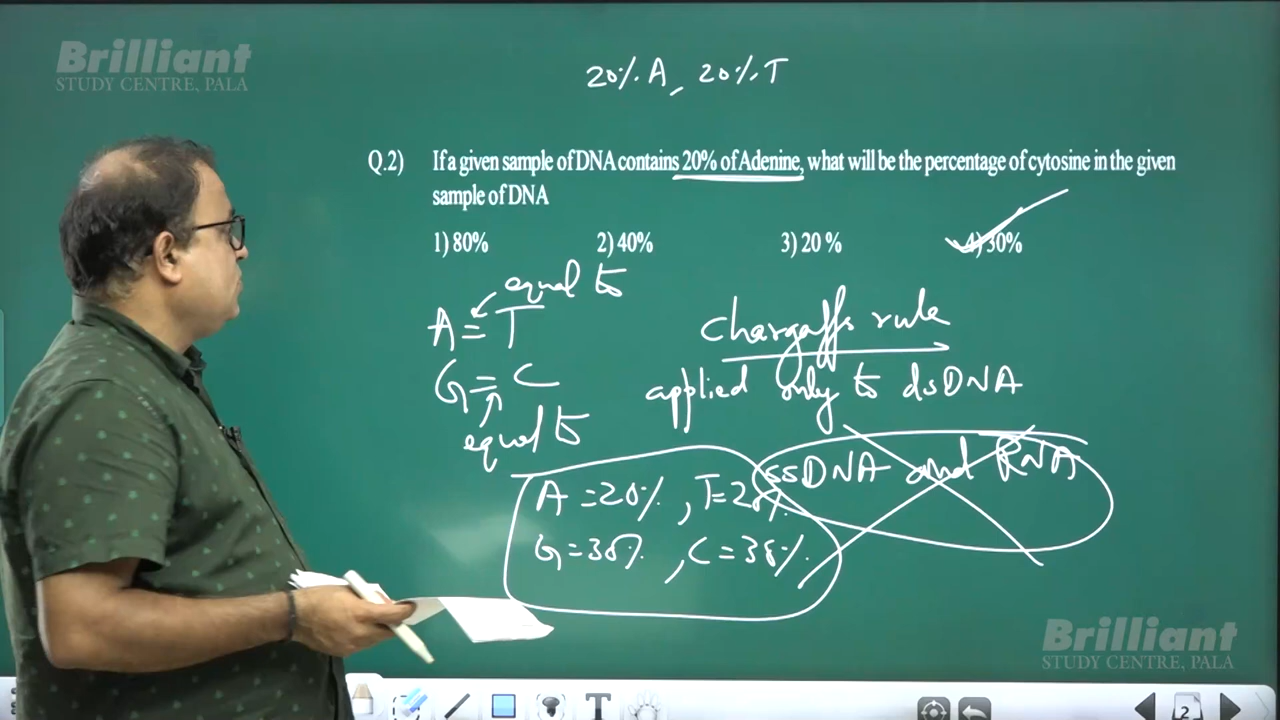 Brilliant
STUDY CENTRE, PALA
20% A, 20% T
Q.2) If a given sample of DNA contains 20% of Adenine, what will be the percentage of cytosine in the given
sample of DNA
1) 80% 2) 40% 3) 20 % 4) 30%
equal to
A = T
Chargaffs rule
G = C
applied only to dsDNA
equal to
ssDNA and RNA
A = 20% , T = 20%
G = 30% , C = 30%
Brilliant
STUDY CENTRE, PALA
T
2